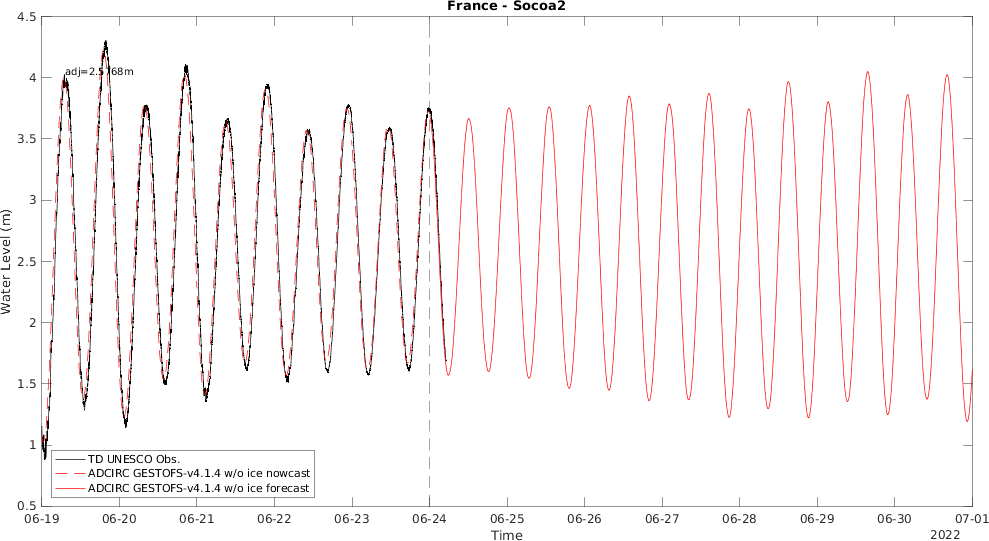 France - Socoa2
4.5
4
3.5
3
2.5
2
1.5
1
0.5
Water Level (m)
TD UNESCO Obs.
ADCIRC GESTOFS-v4.1.4 w/o ice nowcast
ADCIRC GESTOFS-v4.1.4 w/o ice forecast
06-19 06-20 06-21 06-22 06-23 06-24 06-25 06-26 06-27 06-28 06-29 06-30 07-01
Time
2022